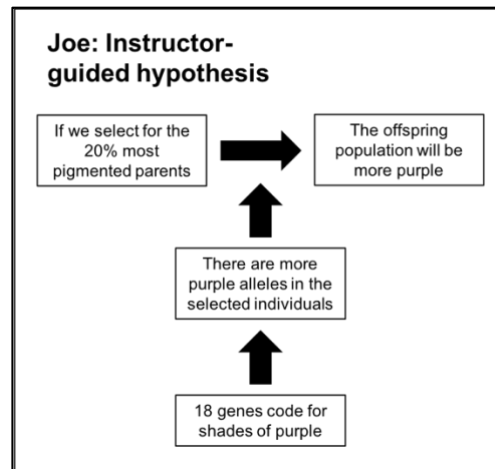 Joe: Instructor-
guided hypothesis
If we select for the
20% most
pigmented parents
The offspring
population will be
more purple
There are more
purple alleles in the
selected individuals
18 genes code for
shades of purple